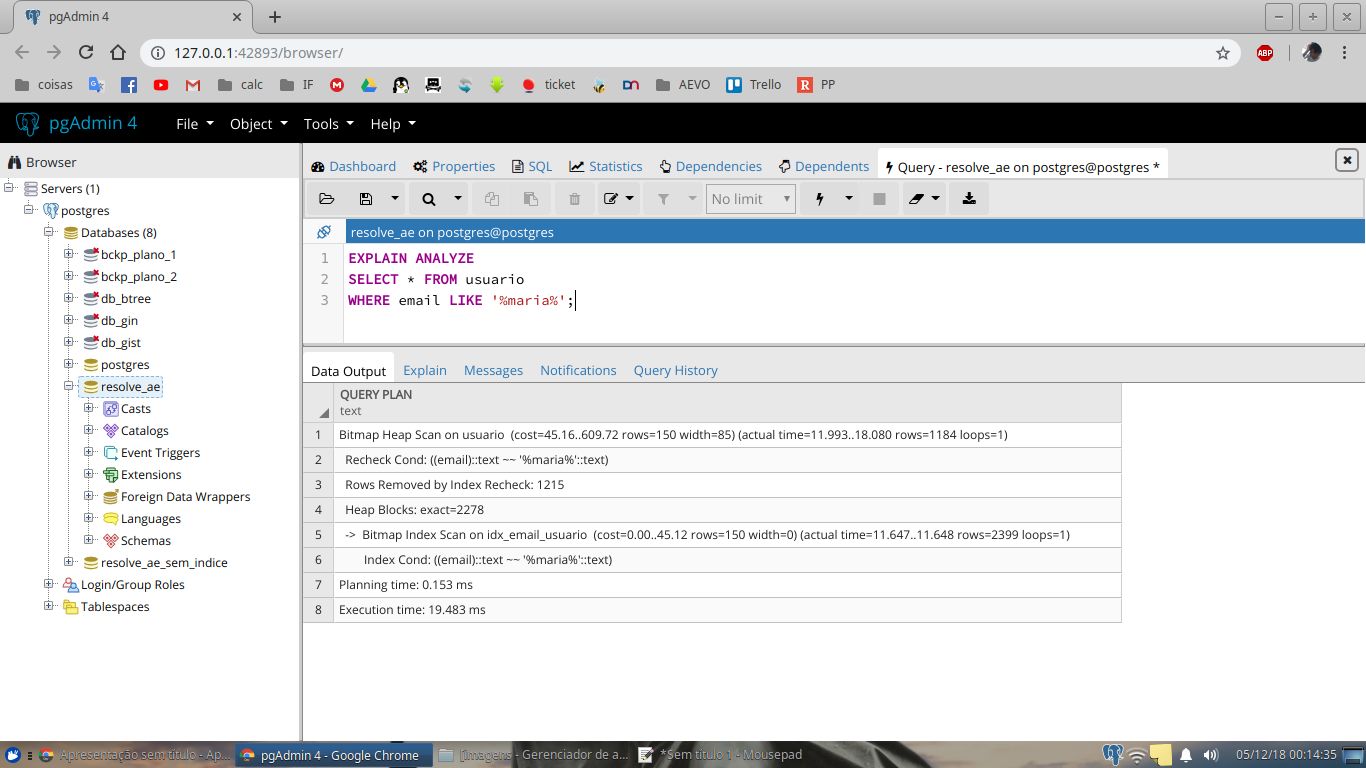 pgAdmin 4
127.0.0.1:42893/browser/
ABP
coisas
calc
IF
ticket
AEVO
Trello
PP
pgAdmin 4
File
Object
Tools
Help
Browser
Dashboard
Properties
SQL
Statistics
Dependencies
Dependents
Query - resolve_ae on postgres@postgres *
Servers (1)
postgres
Databases (8)
bckp_plano_1
bckp_plano_2
db_btree
db_gin
db_gist
postgres
resolve_ae
Casts
Catalogs
Event Triggers
Extensions
Foreign Data Wrappers
Languages
Schemas
resolve_ae_sem_indice
Login/Group Roles
Tablespaces
No limit
resolve_ae on postgres@postgres
1 EXPLAIN ANALYZE
2 SELECT * FROM usuario
3 WHERE email LIKE '%maria%';
Data Output
Explain
Messages
Notifications
Query History
QUERY PLAN
text
1 Bitmap Heap Scan on usuario (cost=45.16..609.72 rows=150 width=85) (actual time=11.993..18.080 rows=1184 loops=1)
2 Recheck Cond: ((email)::text ~~ '%maria%'::text)
3 Rows Removed by Index Recheck: 1215
4 Heap Blocks: exact=2278
5 -> Bitmap Index Scan on idx_email_usuario (cost=0.00..45.12 rows=150 width=0) (actual time=11.647..11.648 rows=2399 loops=1)
6 Index Cond: ((email)::text ~~ '%maria%'::text)
7 Planning time: 0.153 ms
8 Execution time: 19.483 ms
Apresentação sem título - Ap...
pgAdmin 4 - Google Chrome
[Imagens - Gerenciador de a...
*Sem título 1 - Mousepad
05/12/18 00:14:35